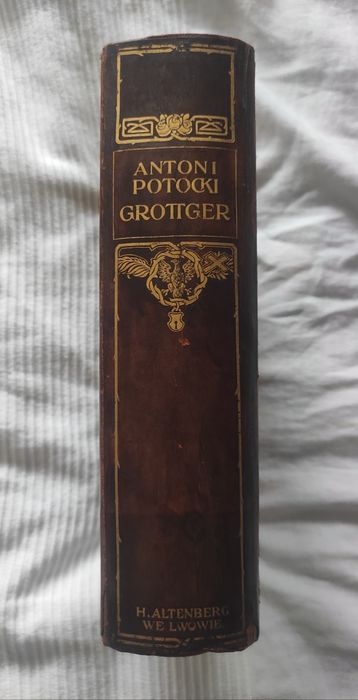 ANTONI
POTOCKI
GROTTGER
H. ALTENBERG
WE LWOWIE